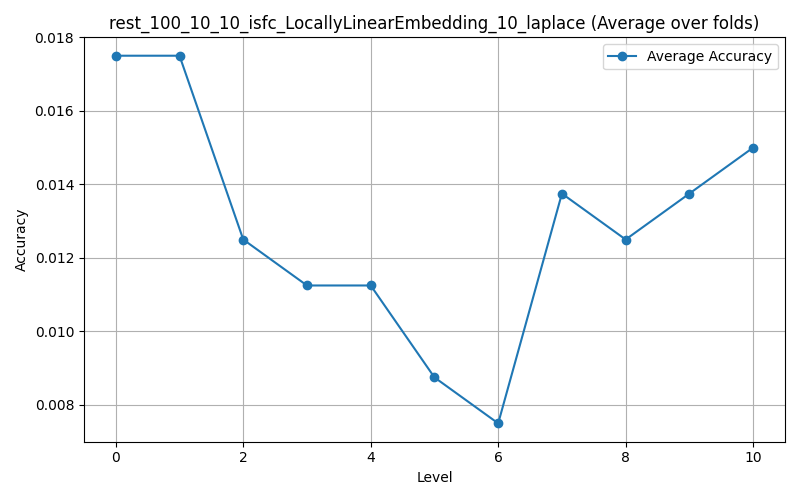 rest_100_10_10_isfc_LocallyLinearEmbedding_10_laplace (Average over folds)
Average Accuracy
0.018
0.016
0.014
0.012
0.010
0.008
Accuracy
0 2 4 6 8 10
Level